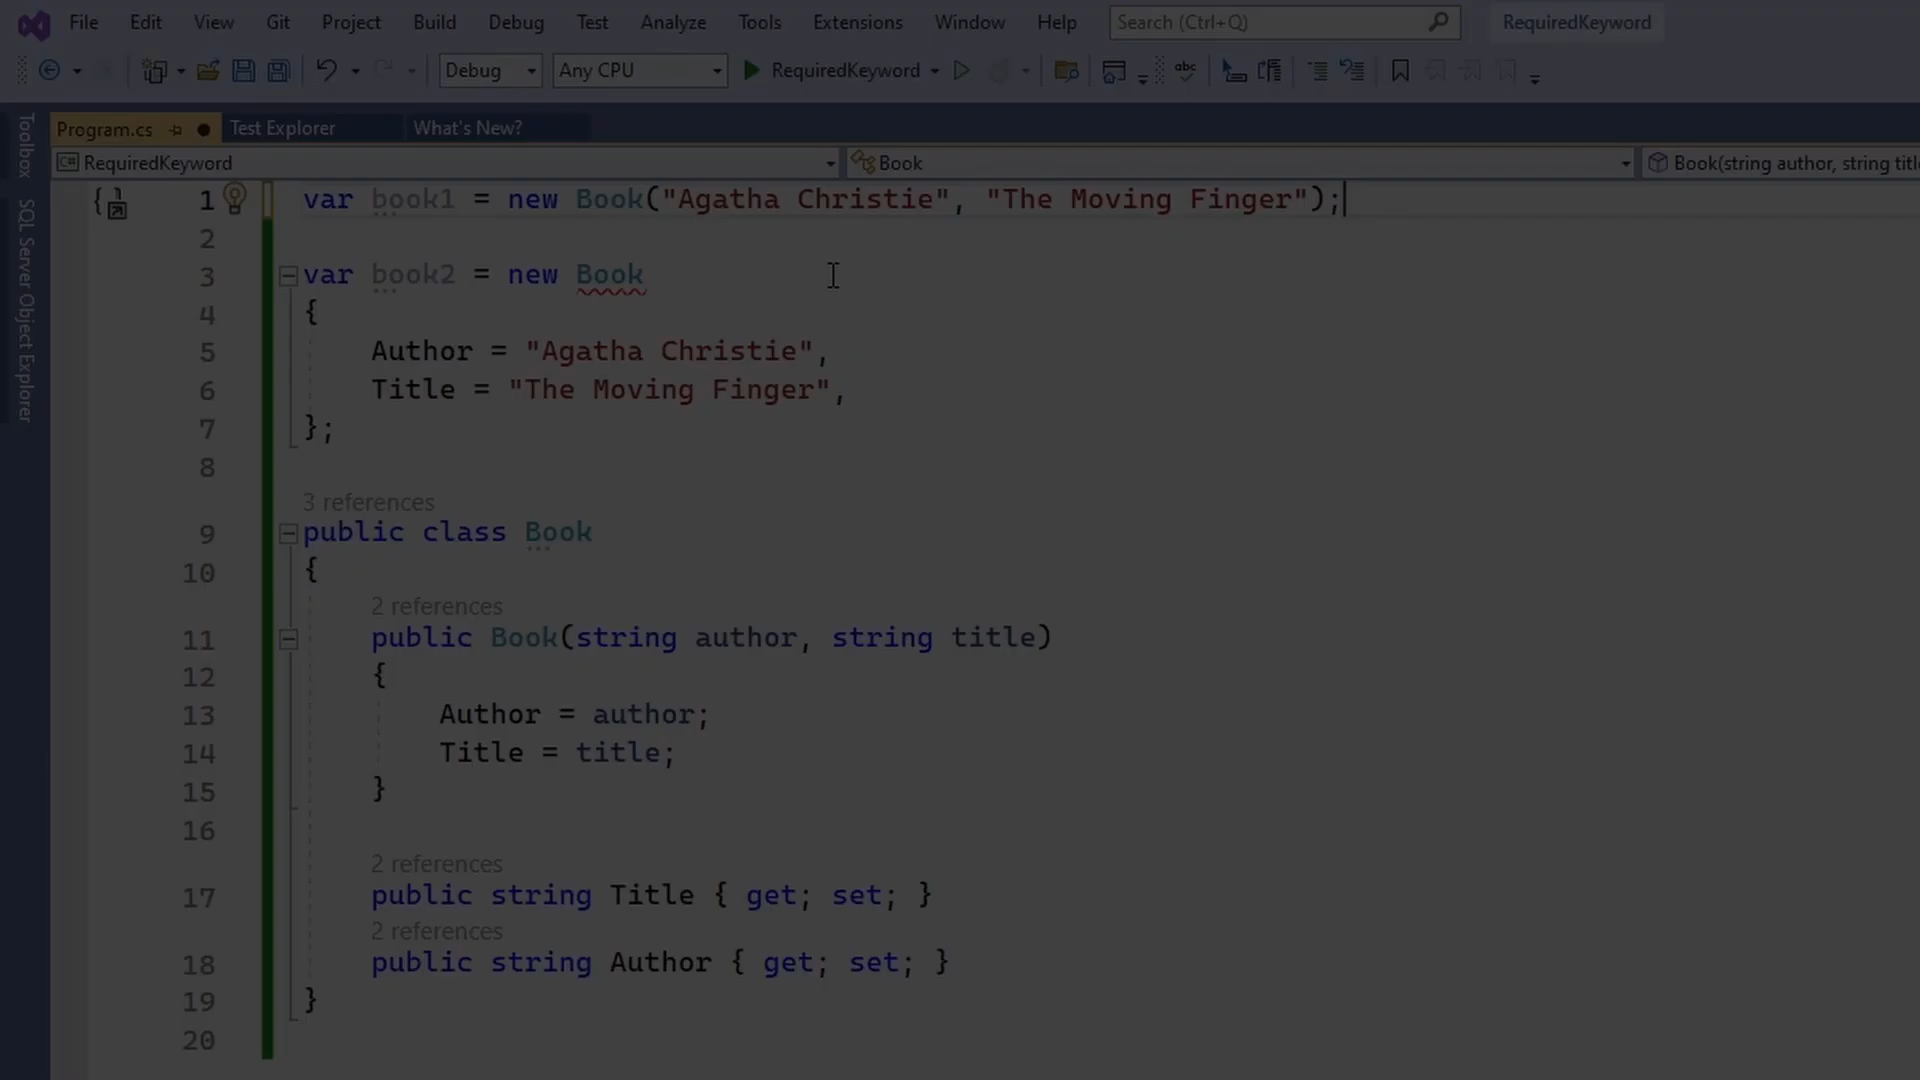 File Edit View Git Project Build Debug Test Analyze Tools Extensions Window Help Search (Ctrl+Q) RequiredKeyword
Debug Any CPU RequiredKeyword abc
Program.cs Test Explorer What's New?
C# RequiredKeyword Book Book(string author, string title
Toolbox
SQL Server Object Explorer
1 var book1 = new Book("Agatha Christie", "The Moving Finger");
2
3 var book2 = new Book
4 {
5 Author = "Agatha Christie",
6 Title = "The Moving Finger",
7 };
8
3 references
9 public class Book
10 {
2 references
11 public Book(string author, string title)
12 {
13 Author = author;
14 Title = title;
15 }
16
2 references
17 public string Title { get; set; }
2 references
18 public string Author { get; set; }
19 }
20